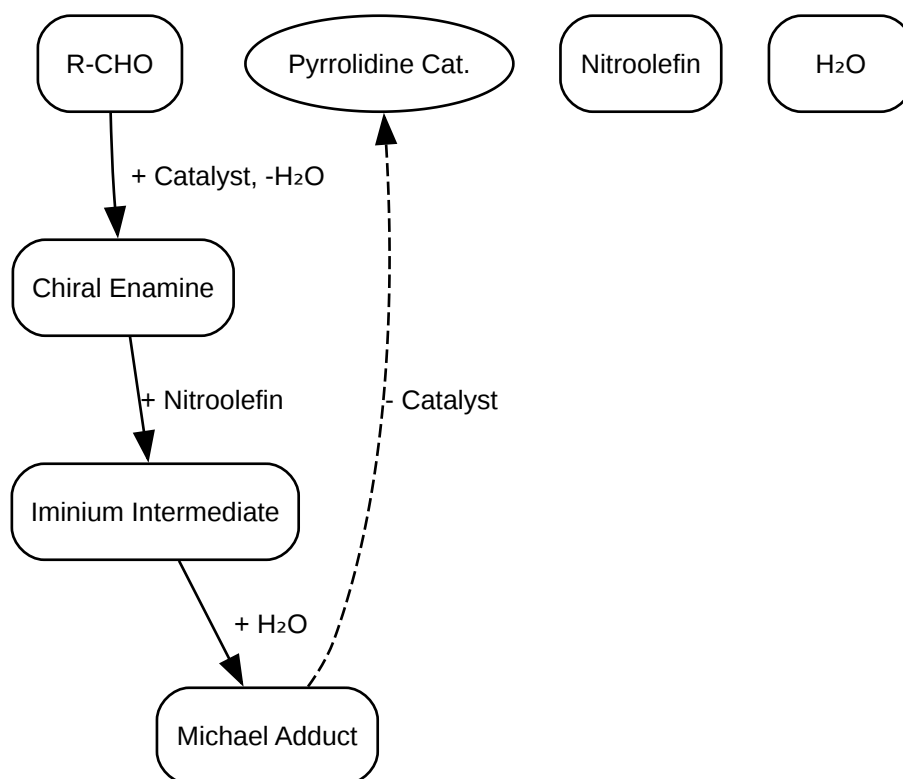 R-CHO
Pyrrolidine Cat.
Nitroolefin
H₂O
+ Catalyst, -H₂O
Chiral Enamine
+ Nitroolefin
- Catalyst
Iminium Intermediate
+ H₂O
Michael Adduct